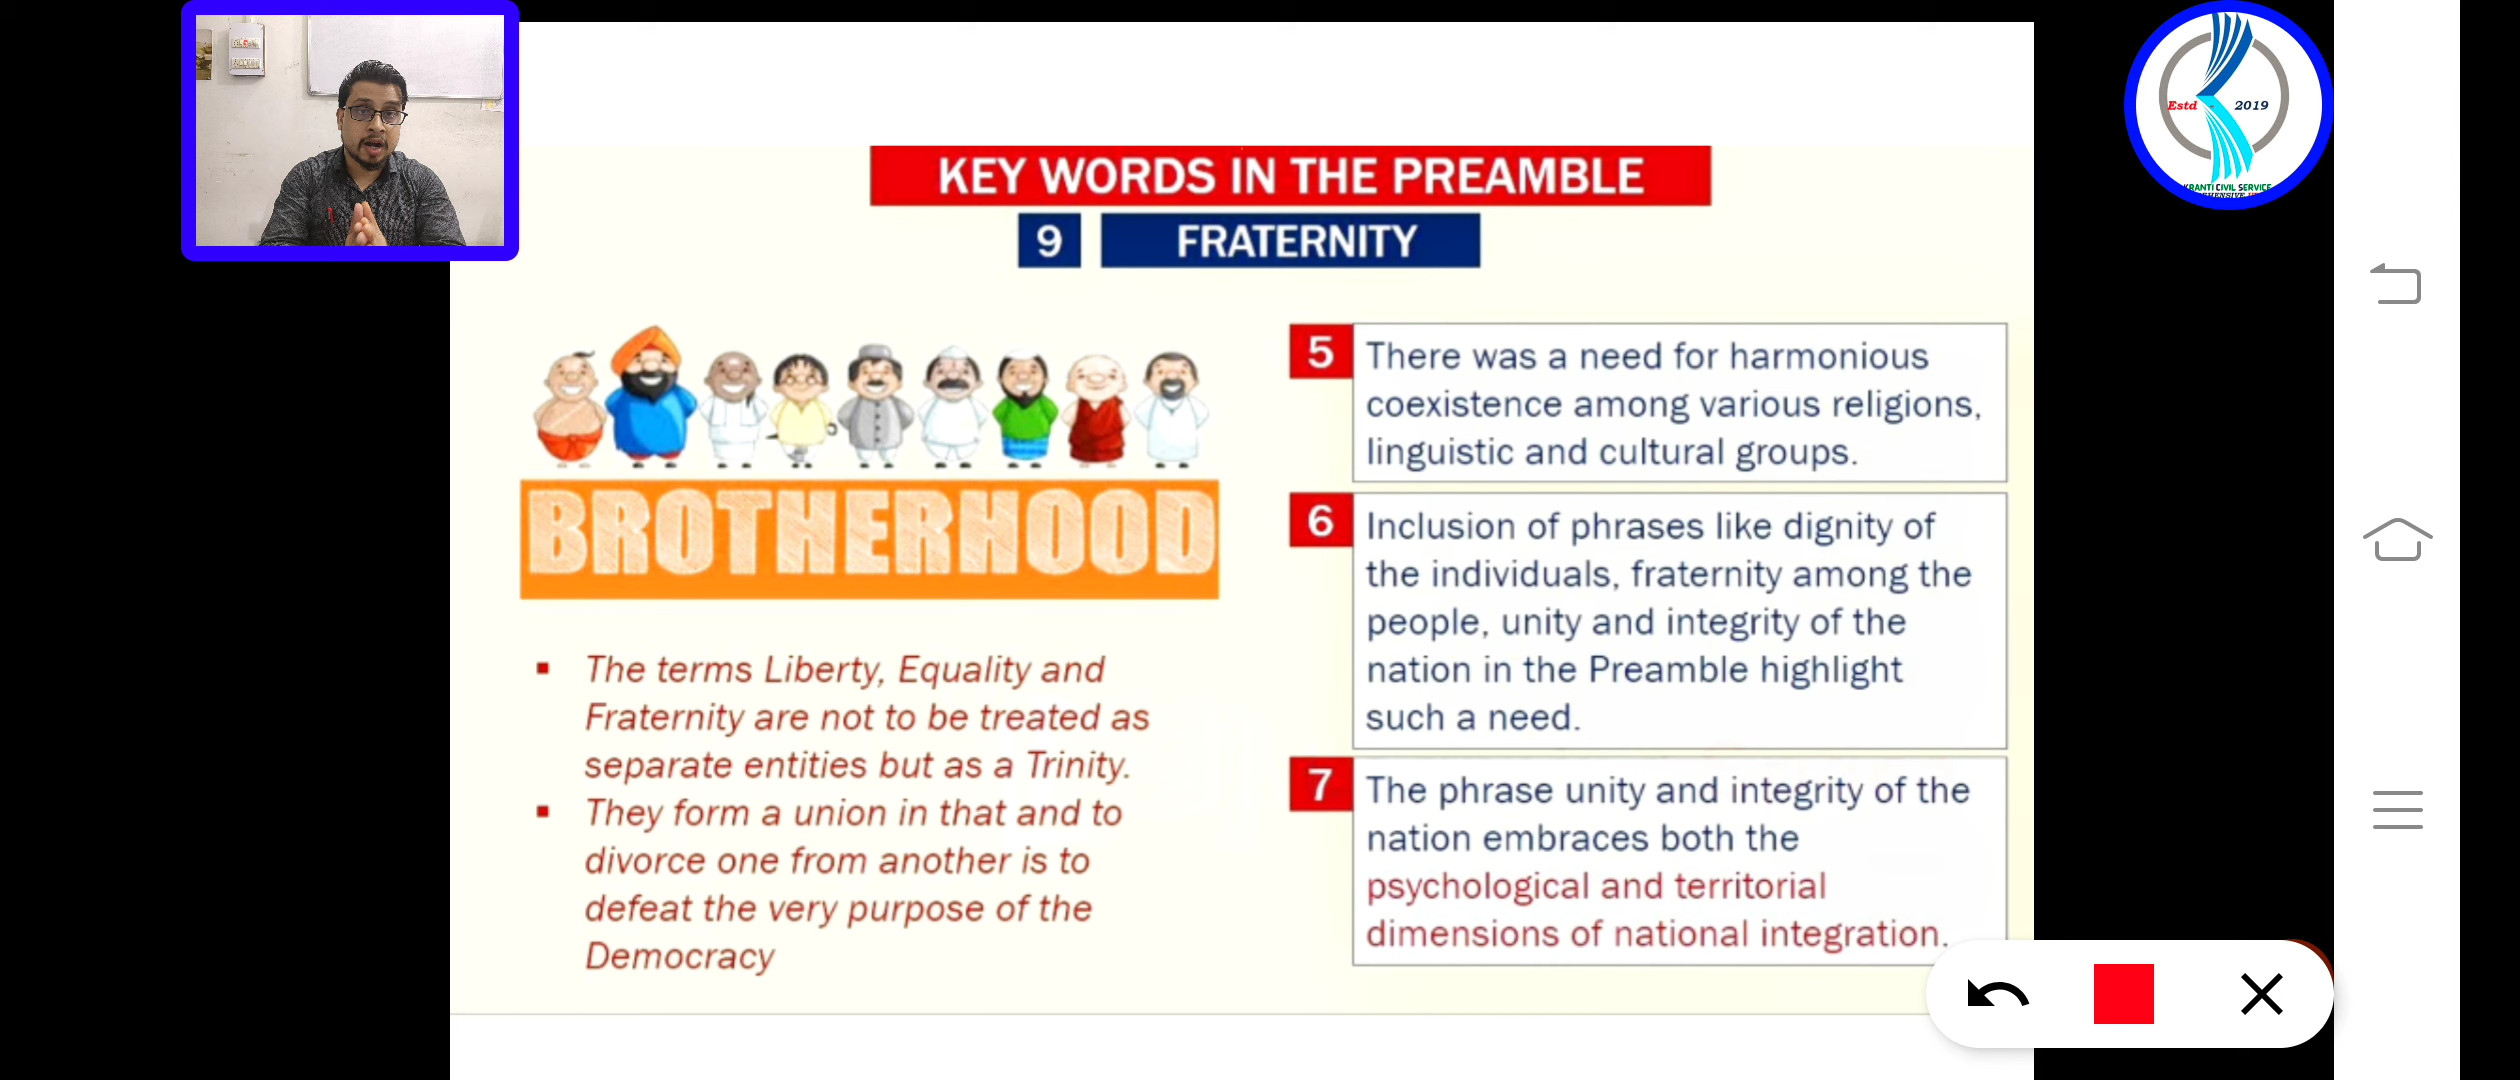 Estd - 2019
KRANTI CIVIL SERVICE
KEY WORDS IN THE PREAMBLE
9 FRATERNITY
BROTHERHOOD
▪ The terms Liberty, Equality and
Fraternity are not to be treated as
separate entities but as a Trinity.
▪ They form a union in that and to
divorce one from another is to
defeat the very purpose of the
Democracy
5 There was a need for harmonious
coexistence among various religions,
linguistic and cultural groups.
6 Inclusion of phrases like dignity of
the individuals, fraternity among the
people, unity and integrity of the
nation in the Preamble highlight
such a need.
7 The phrase unity and integrity of the
nation embraces both the
psychological and territorial
dimensions of national integration.